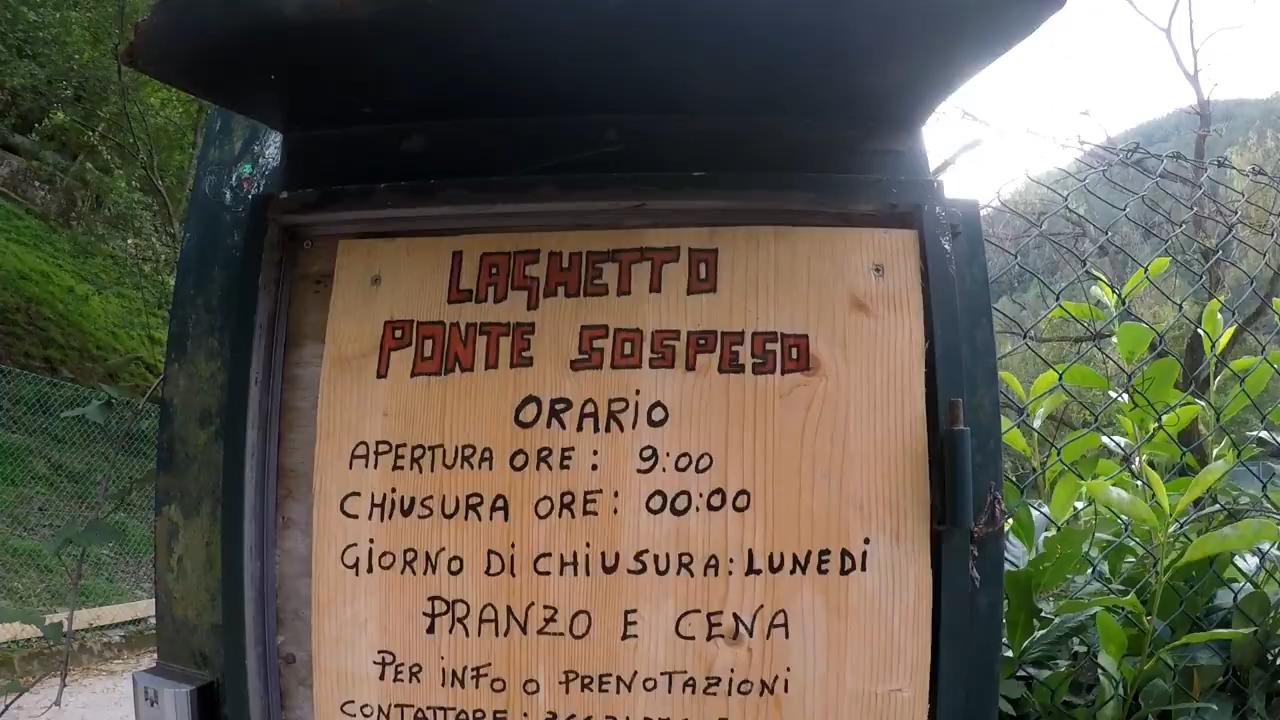 LAGHETTO
PONTE SOSPESO
ORARIO
APERTURA ORE: 9:00
CHIUSURA ORE: 00:00
GIORNO DI CHIUSURA: LUNEDI
PRANZO E CENA
PER INFO O PRENOTAZIONI
CONTATTARE: